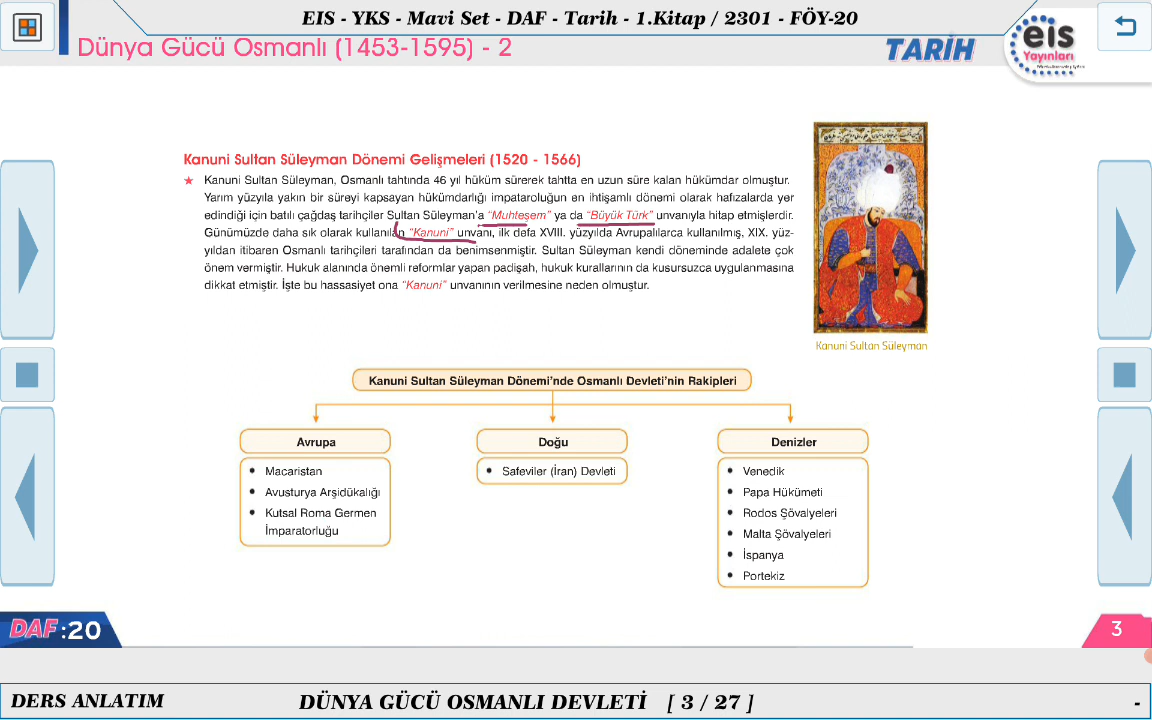 EIS - YKS - Mavi Set - DAF - Tarih - 1.Kitap / 2301 - FÖY-20
Dünya Gücü Osmanlı (1453-1595) - 2
TARİH
eis
Yayınları
Kanuni Sultan Süleyman Dönemi Gelişmeleri (1520 - 1566)
★ Kanuni Sultan Süleyman, Osmanlı tahtında 46 yıl hüküm sürerek tahtta en uzun süre kalan hükümdar olmuştur.
Yarım yüzyıla yakın bir süreyi kapsayan hükümdarlığı impataroluğun en ihtişamlı dönemi olarak hafızalarda yer
edindiği için batılı çağdaş tarihçiler Sultan Süleyman'a "Muhteşem" ya da "Büyük Türk" unvanıyla hitap etmişlerdir.
Günümüzde daha sık olarak kullanılan "Kanuni" unvanı, ilk defa XVIII. yüzyılda Avrupalılarca kullanılmış, XIX. yüz-
yıldan itibaren Osmanlı tarihçileri tarafından da benimsenmiştir. Sultan Süleyman kendi döneminde adalete çok
önem vermiştir. Hukuk alanında önemli reformlar yapan padişah, hukuk kurallarının da kusursuzca uygulanmasına
dikkat etmiştir. İşte bu hassasiyet ona "Kanuni" unvanının verilmesine neden olmuştur.
Kanuni Sultan Süleyman
Kanuni Sultan Süleyman Dönemi'nde Osmanlı Devleti'nin Rakipleri
Avrupa
• Macaristan
• Avusturya Arşidükalığı
• Kutsal Roma Germen
İmparatorluğu
Doğu
• Safeviler (İran) Devleti
Denizler
• Venedik
• Papa Hükümeti
• Rodos Şövalyeleri
• Malta Şövalyeleri
• İspanya
• Portekiz
DAF :20
3
DERS ANLATIM
DÜNYA GÜCÜ OSMANLI DEVLETİ [ 3 / 27 ]
-